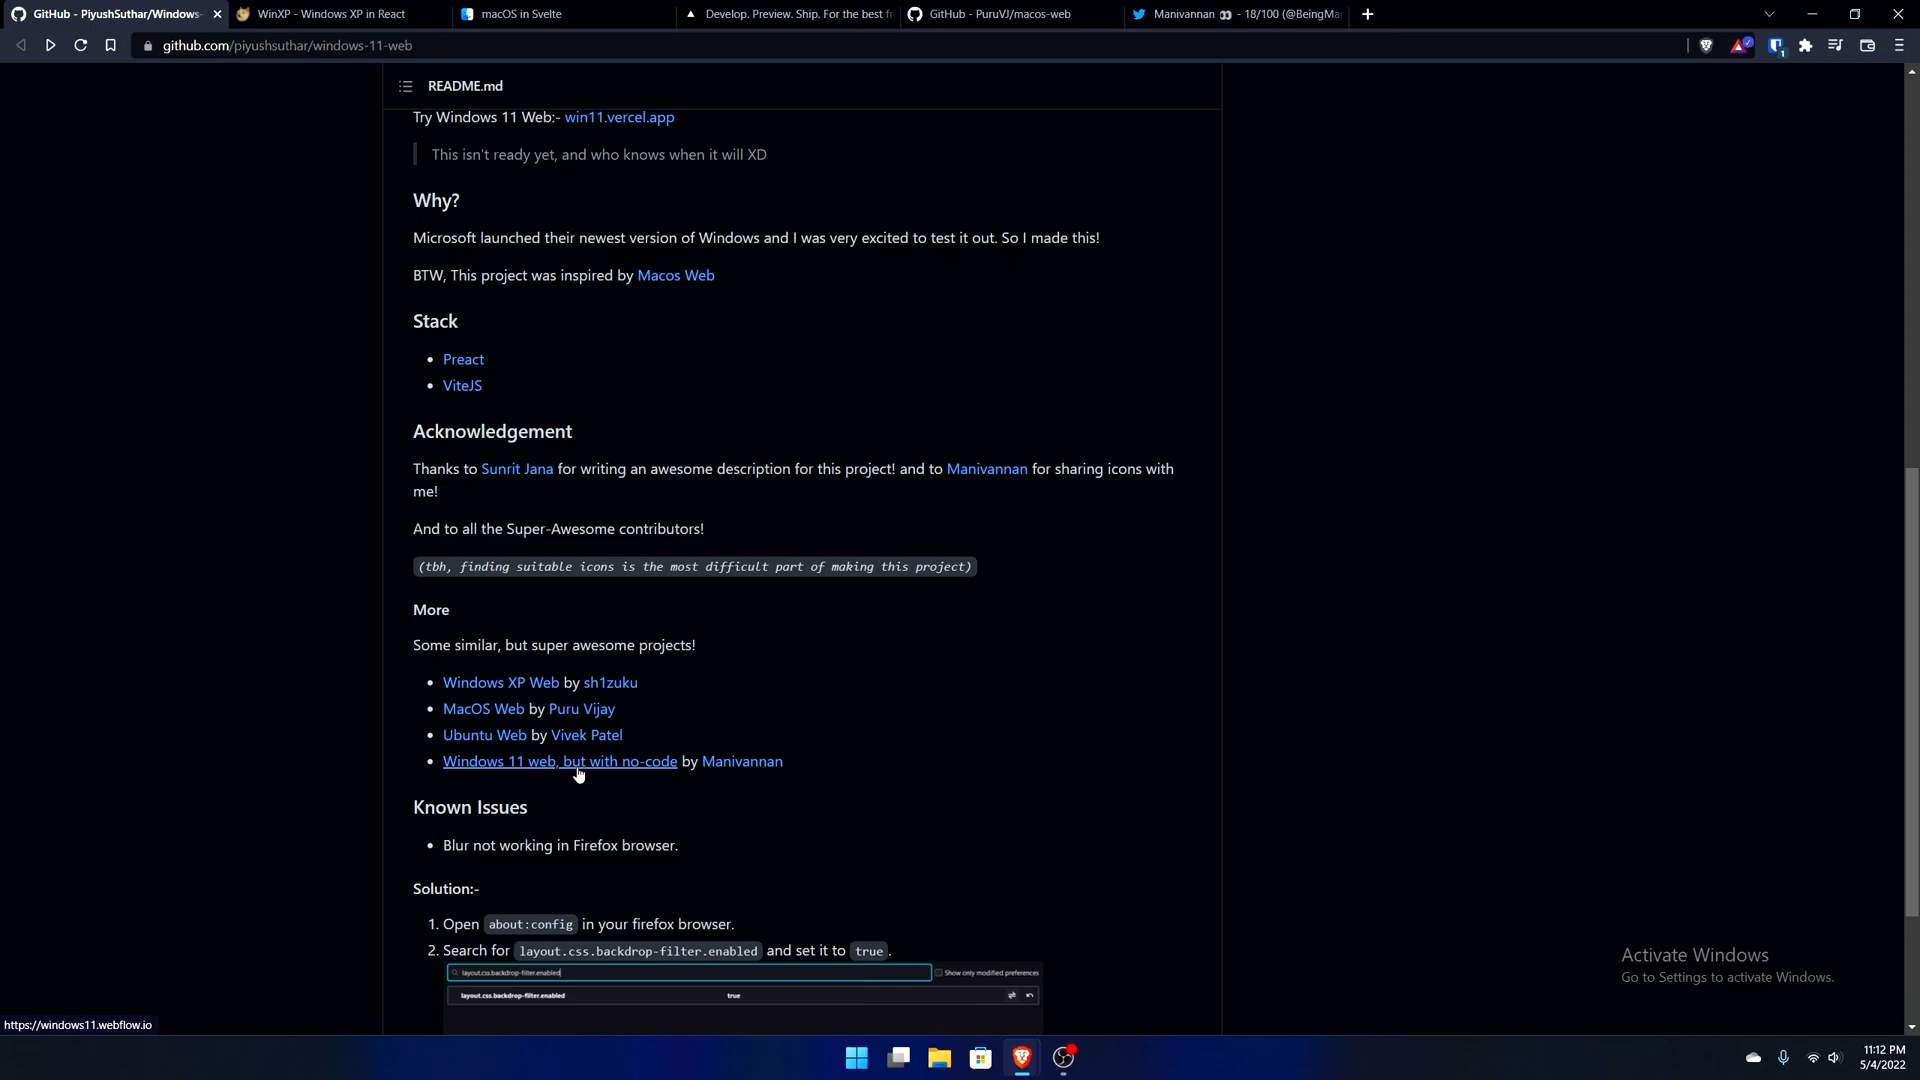 GitHub - PiyushSuthar/Windows-
WinXP - Windows XP in React
macOS in Svelte
Develop. Preview. Ship. For the best fr
GitHub - PuruVJ/macos-web
Manivannan 👀 - 18/100 (@BeingMa
github.com/piyushsuthar/windows-11-web
1
README.md
Try Windows 11 Web:- win11.vercel.app
This isn't ready yet, and who knows when it will XD
Why?
Microsoft launched their newest version of Windows and I was very excited to test it out. So I made this!
BTW, This project was inspired by Macos Web
Stack
• Preact
• ViteJS
Acknowledgement
Thanks to Sunrit Jana for writing an awesome description for this project! and to Manivannan for sharing icons with
me!
And to all the Super-Awesome contributors!
(tbh, finding suitable icons is the most difficult part of making this project)
More
Some similar, but super awesome projects!
• Windows XP Web by sh1zuku
• MacOS Web by Puru Vijay
• Ubuntu Web by Vivek Patel
• Windows 11 web, but with no-code by Manivannan
Known Issues
• Blur not working in Firefox browser.
Solution:-
1. Open about:config in your firefox browser.
2. Search for layout.css.backdrop-filter.enabled and set it to true.
layout.css.backdrop-filter.enabled
Show only modified preferences
layout.css.backdrop-filter.enabled true
Activate Windows
Go to Settings to activate Windows.
https://windows11.webflow.io
11:12 PM
5/4/2022